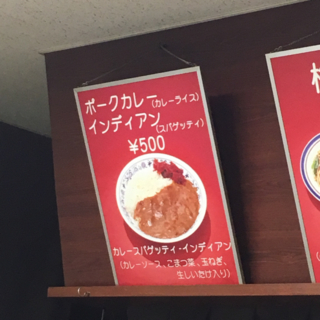 ポークカレー(カレーライス)
インディアン(スパゲッティ)
¥500
カレースパゲッティ・インディアン
(カレーソース、こまつ菜、玉ねぎ、
生しいたけ入り)